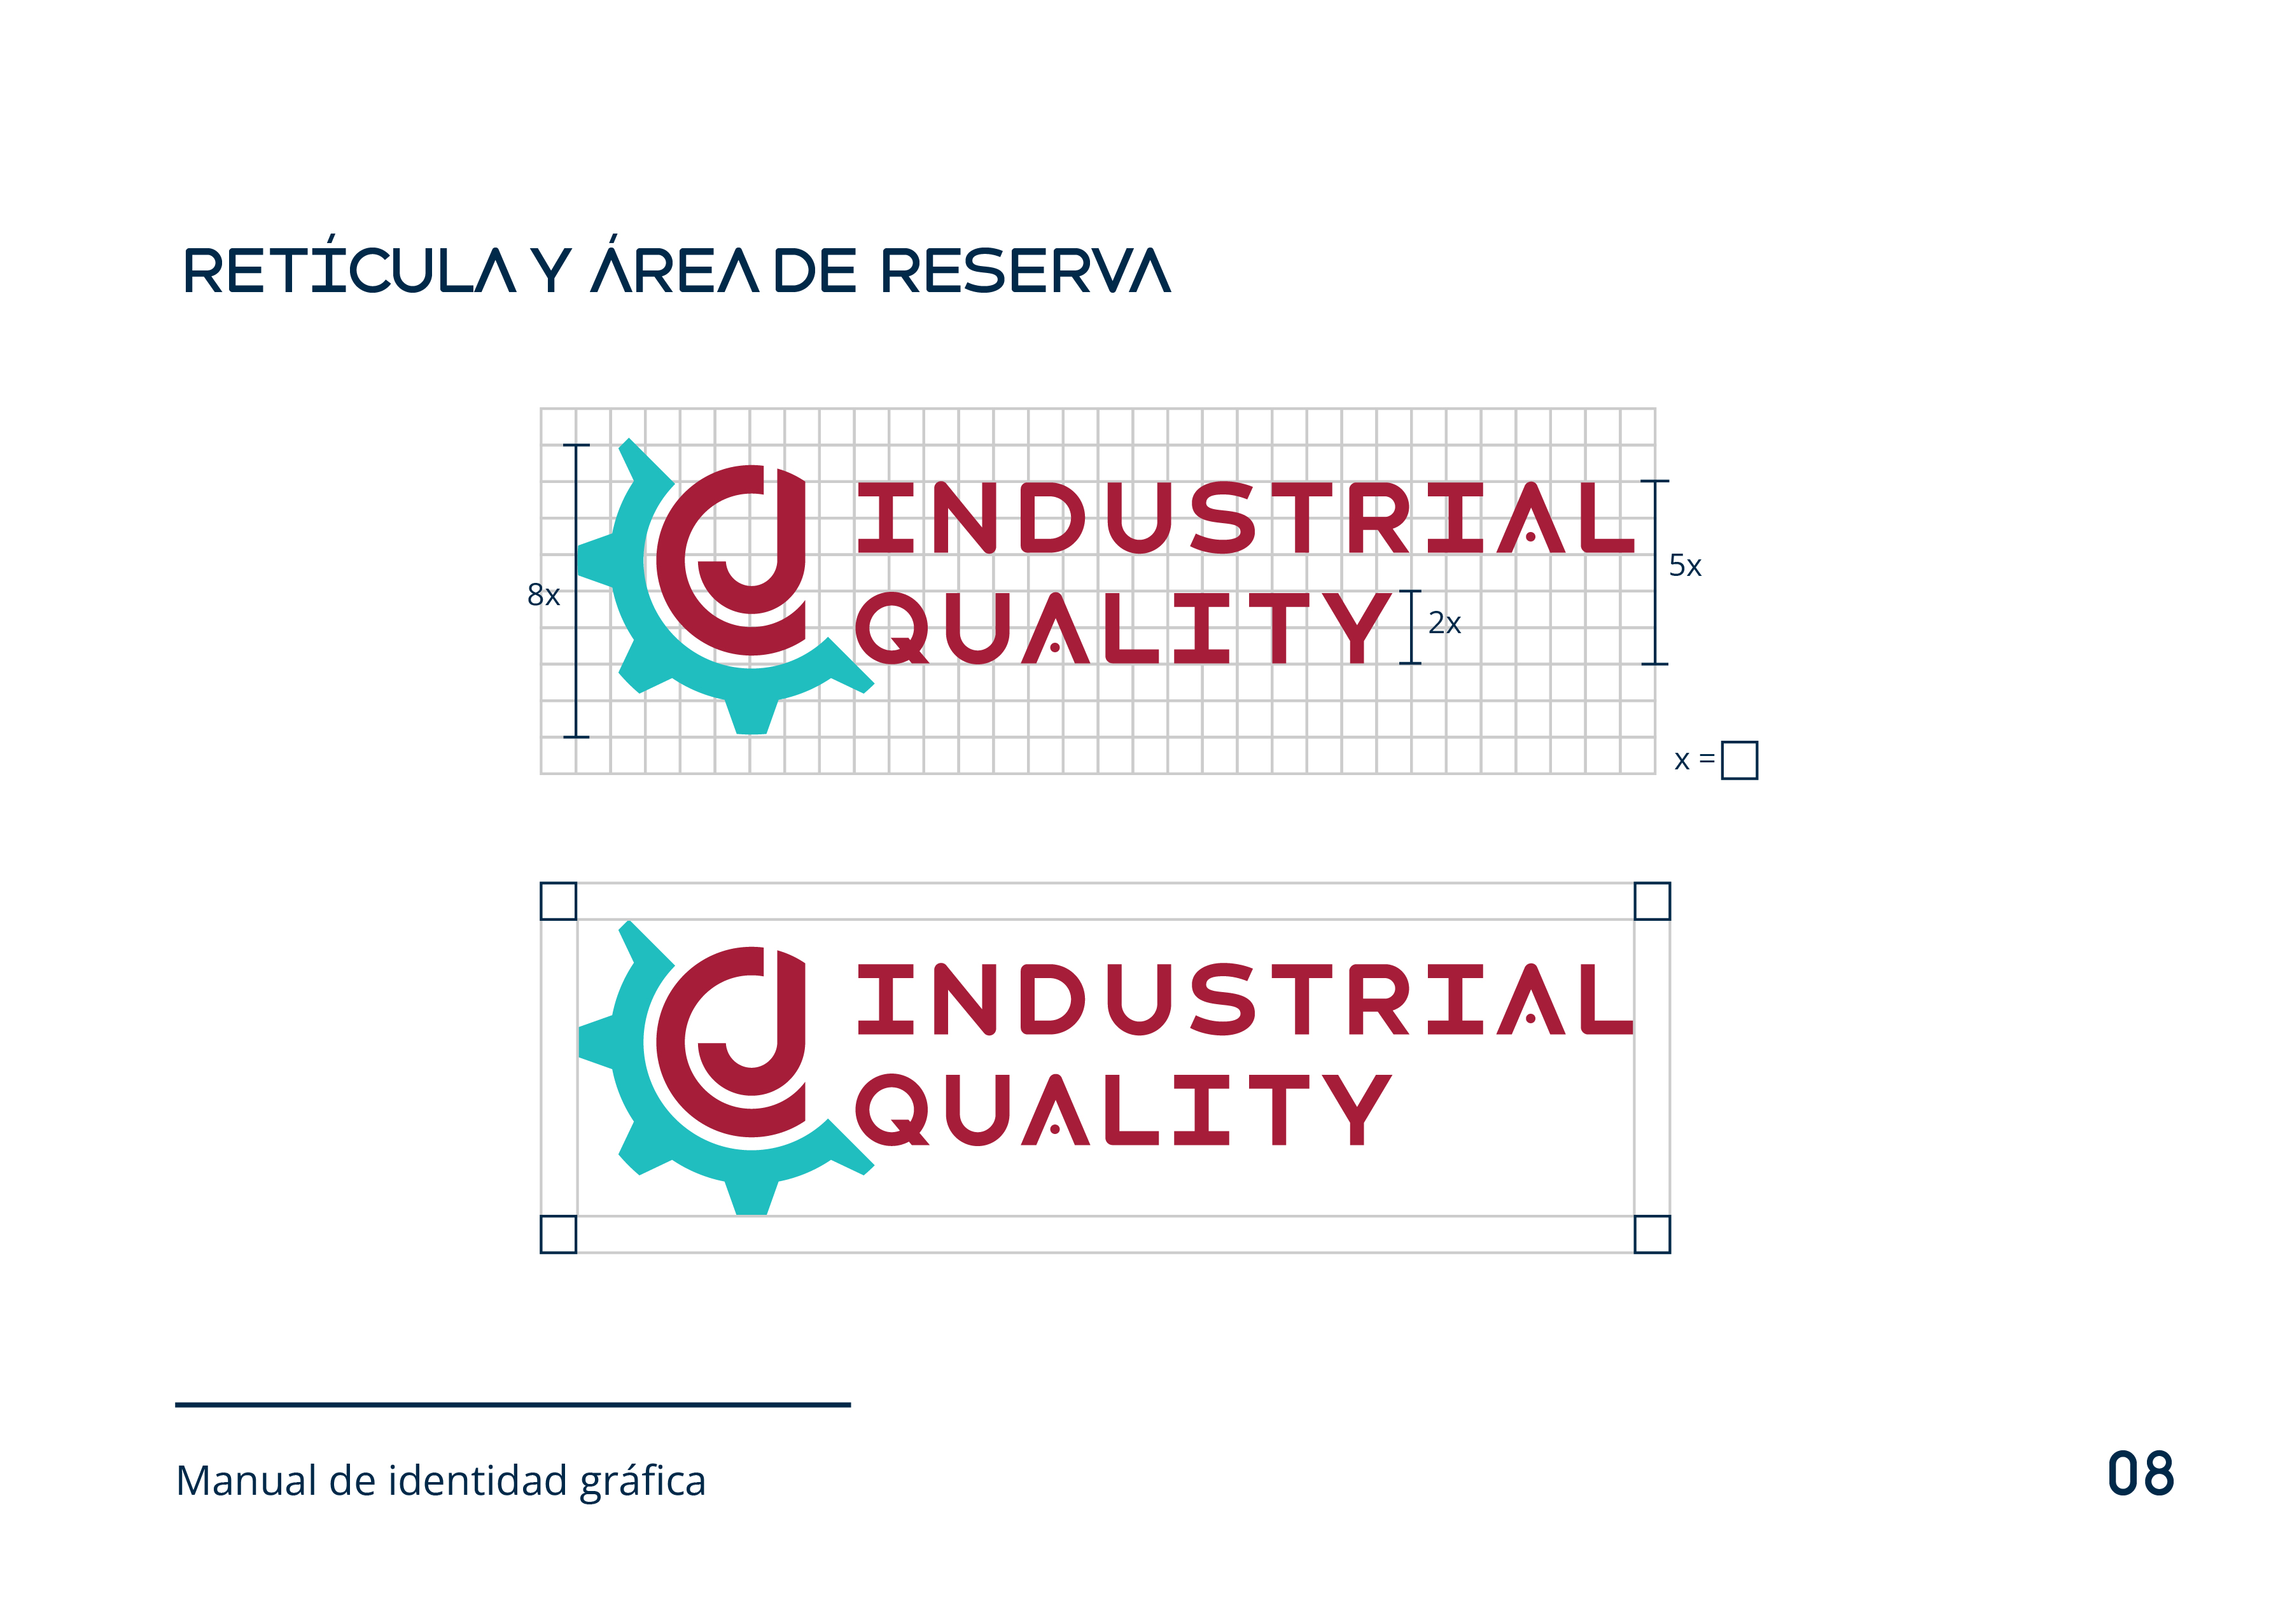 RETÍCULA Y ÁREA DE RESERVA
INDUSTRIAL
QUALITY
8x
5x
2x
x =
INDUSTRIAL
QUALITY
Manual de identidad gráfica
08